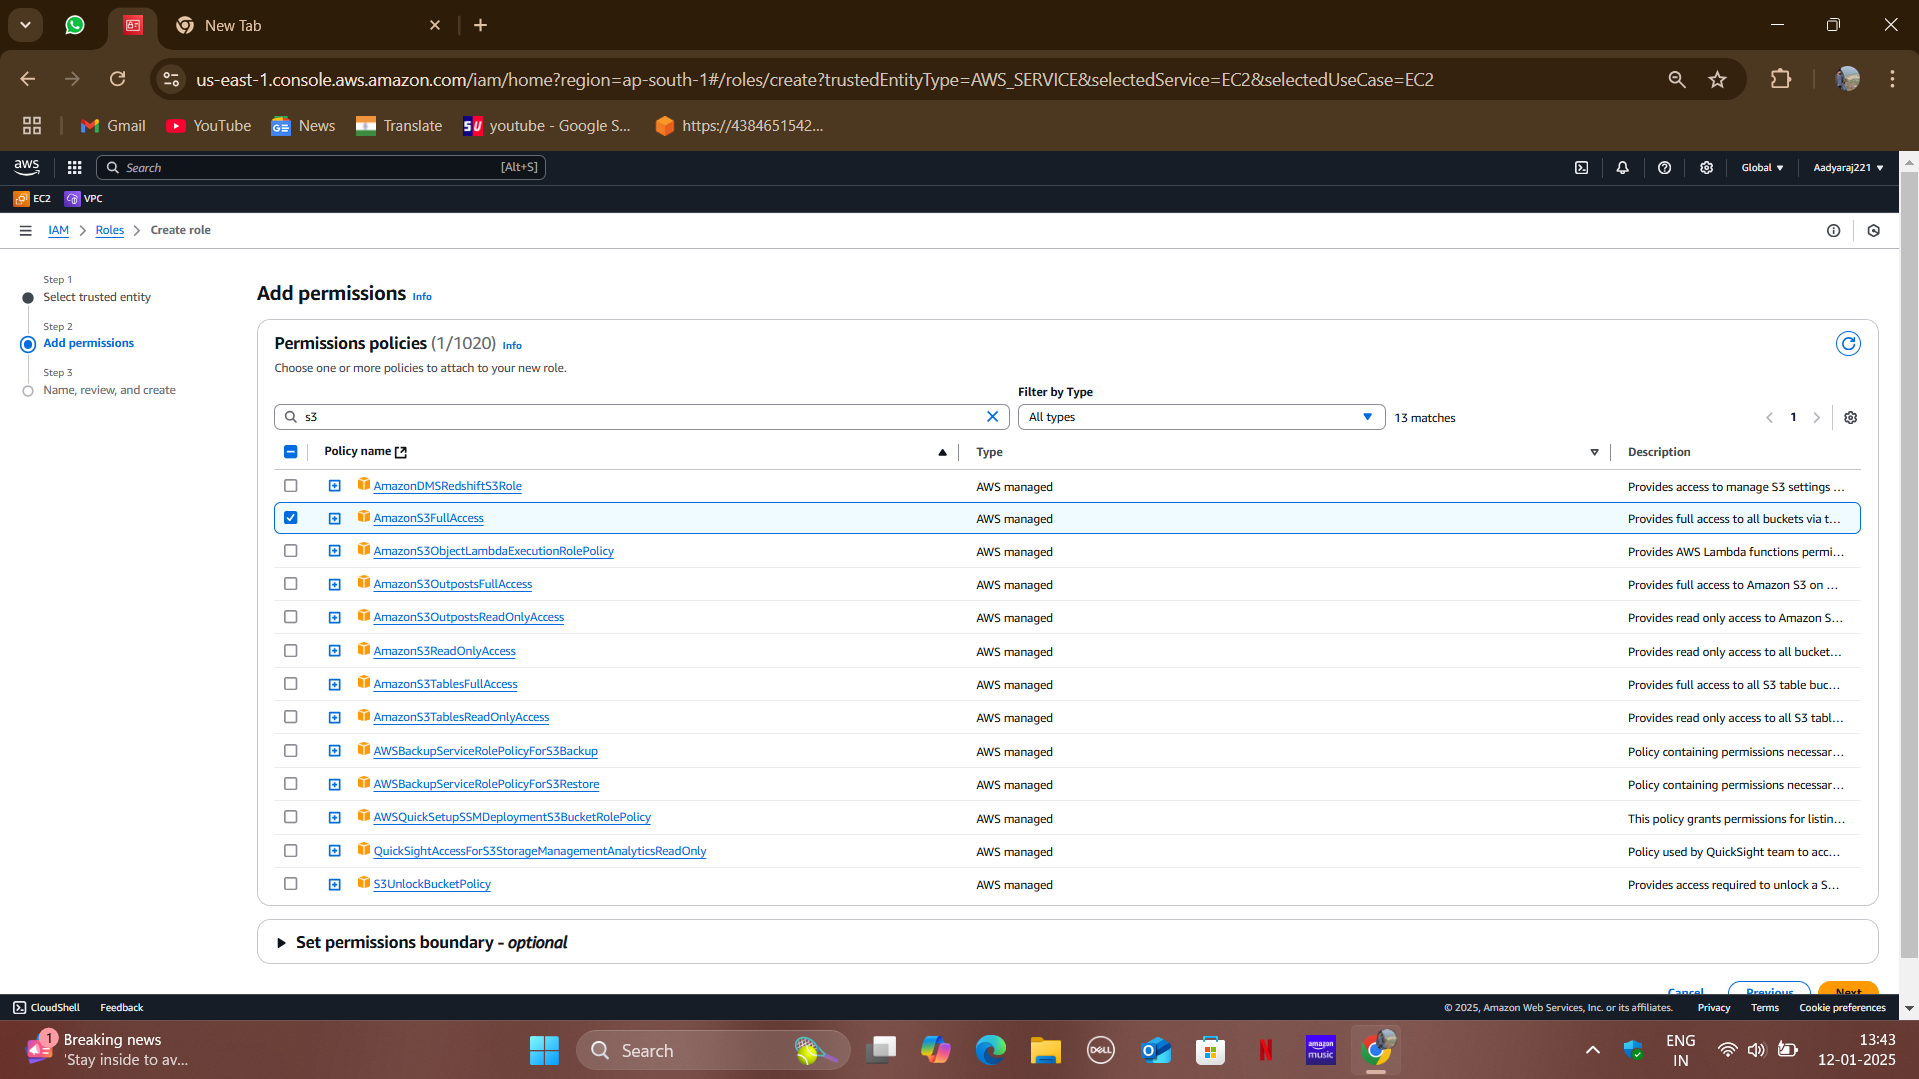 New Tab
us-east-1.console.aws.amazon.com/iam/home?region=ap-south-1#/roles/create?trustedEntityType=AWS_SERVICE&selectedService=EC2&selectedUseCase=EC2
Gmail YouTube News Translate SU youtube - Google S... https://4384651542...
aws Search [Alt+S] Global Aadyaraj221
EC2 VPC
IAM Roles Create role
Step 1
Select trusted entity
Step 2
Add permissions
Step 3
Name, review, and create
Add permissions Info
Permissions policies (1/1020) Info
Choose one or more policies to attach to your new role.
Filter by Type
s3 All types 13 matches 1
Policy name Type Description
AmazonDMSRedshiftS3Role AWS managed Provides access to manage S3 settings ...
AmazonS3FullAccess AWS managed Provides full access to all buckets via t...
AmazonS3ObjectLambdaExecutionRolePolicy AWS managed Provides AWS Lambda functions permi...
AmazonS3OutpostsFullAccess AWS managed Provides full access to Amazon S3 on ...
AmazonS3OutpostsReadOnlyAccess AWS managed Provides read only access to Amazon S...
AmazonS3ReadOnlyAccess AWS managed Provides read only access to all bucket...
AmazonS3TablesFullAccess AWS managed Provides full access to all S3 table buc...
AmazonS3TablesReadOnlyAccess AWS managed Provides read only access to all S3 tabl...
AWSBackupServiceRolePolicyForS3Backup AWS managed Policy containing permissions necessar...
AWSBackupServiceRolePolicyForS3Restore AWS managed Policy containing permissions necessar...
AWSQuickSetupSSMDeploymentS3BucketRolePolicy AWS managed This policy grants permissions for listin...
QuickSightAccessForS3StorageManagementAnalyticsReadOnly AWS managed Policy used by QuickSight team to acc...
S3UnlockBucketPolicy AWS managed Provides access required to unlock a S...
Set permissions boundary - optional
Cancel Previous Next
CloudShell Feedback © 2025, Amazon Web Services, Inc. or its affiliates. Privacy Terms Cookie preferences
1 Breaking news
'Stay inside to av...
Search
DELL
amazon music
ENG
IN
13:43
12-01-2025